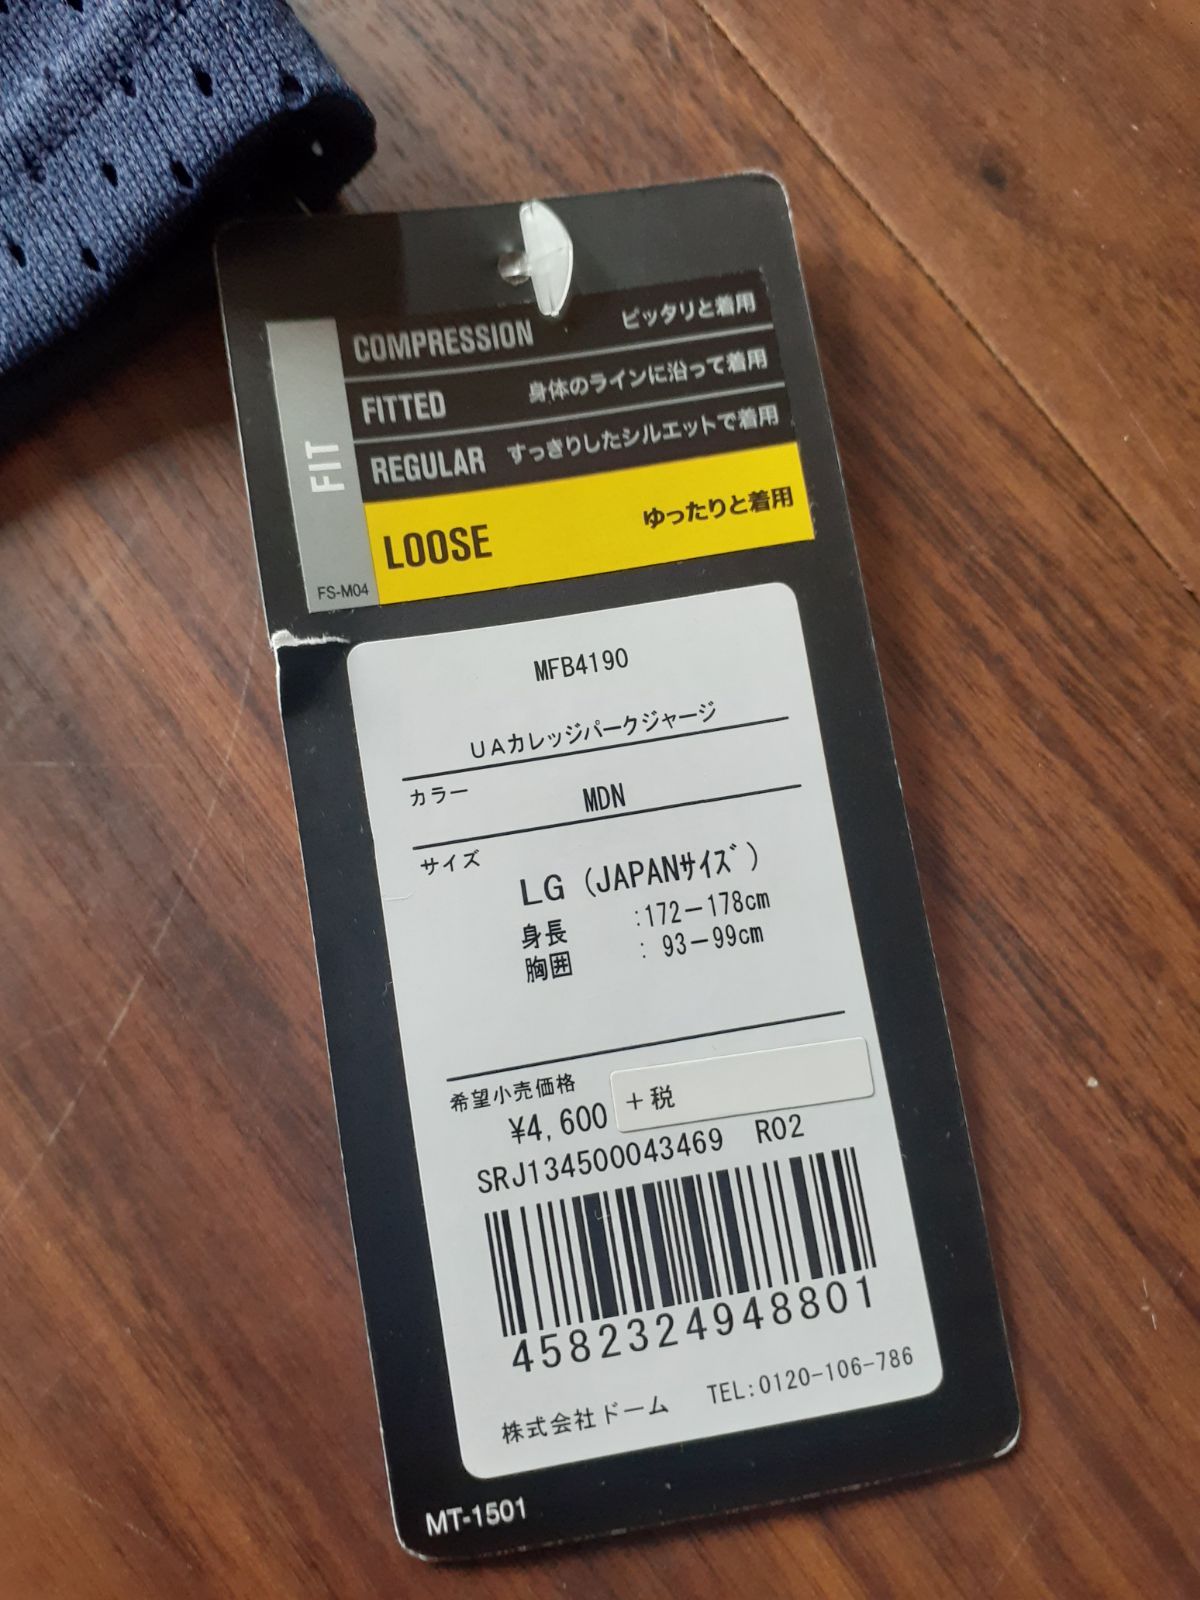 COMPRESSION ピッタリと着用
FITTED 身体のラインに沿って着用
REGULAR すっきりしたシルエットで着用
LOOSE ゆったりと着用
FIT
FS-M04
MFB4190
UAカレッジパークジャージ
カラー MDN
サイズ
LG (JAPANｻｲｽﾞ)
身長 :172-178cm
胸囲 : 93-99cm
希望小売価格
¥4,600 +税
SRJ134500043469 R02
4582324948801
株式会社ドーム TEL:0120-106-786
MT-1501